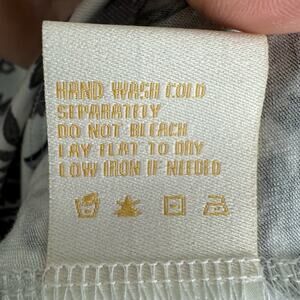 HAND WASH COLD
SEPARATELY
DO NOT BLEACH
LAY FLAT TO DRY
LOW IRON IF NEEDED